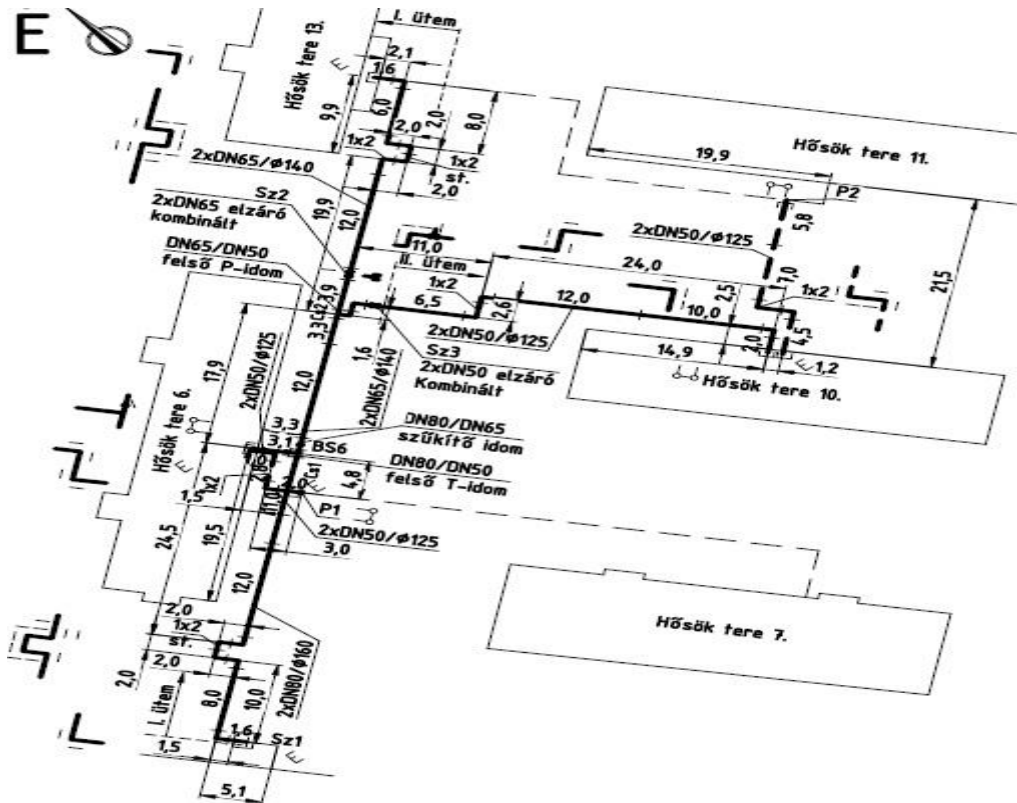 E
I. ütem
Hősök tere 13.
2,1
1,6
9,9
6,0
2,0
2,0
8,0
1x2
1x2
st.
2,0
2xDN65/ø140
Sz2
2xDN65 elzáró
kombinált
19,9
12,0
DN65/DN50
felső P-idom
3,9
3,3
11,0
II. ütem
1x2
6,5
2,6
24,0
12,0
2xDN50/ø125
Sz3
2xDN50 elzáró
Kombinált
1,6
2xDN65/ø140
19,9
Hősök tere 11.
P2
5,8
2xDN50/ø125
7,0
2,5
1x2
21,5
10,0
2,0
4,5
1,2
14,9
Hősök tere 10.
17,9
2xDN50/ø125
12,0
Hősök tere 6.
3,3
3,1
BS6
DN80/DN65
szűkítő idom
DN80/DN50
felső T-idom
1x2
Cs1
4,8
1,5
P1
2xDN50/ø125
3,0
24,5
19,5
12,0
2,0
1x2
st.
2,0
2,0
I. ütem
8,0
10,0
2xDN80/ø160
1,6
Sz1
1,5
5,1
Hősök tere 7.